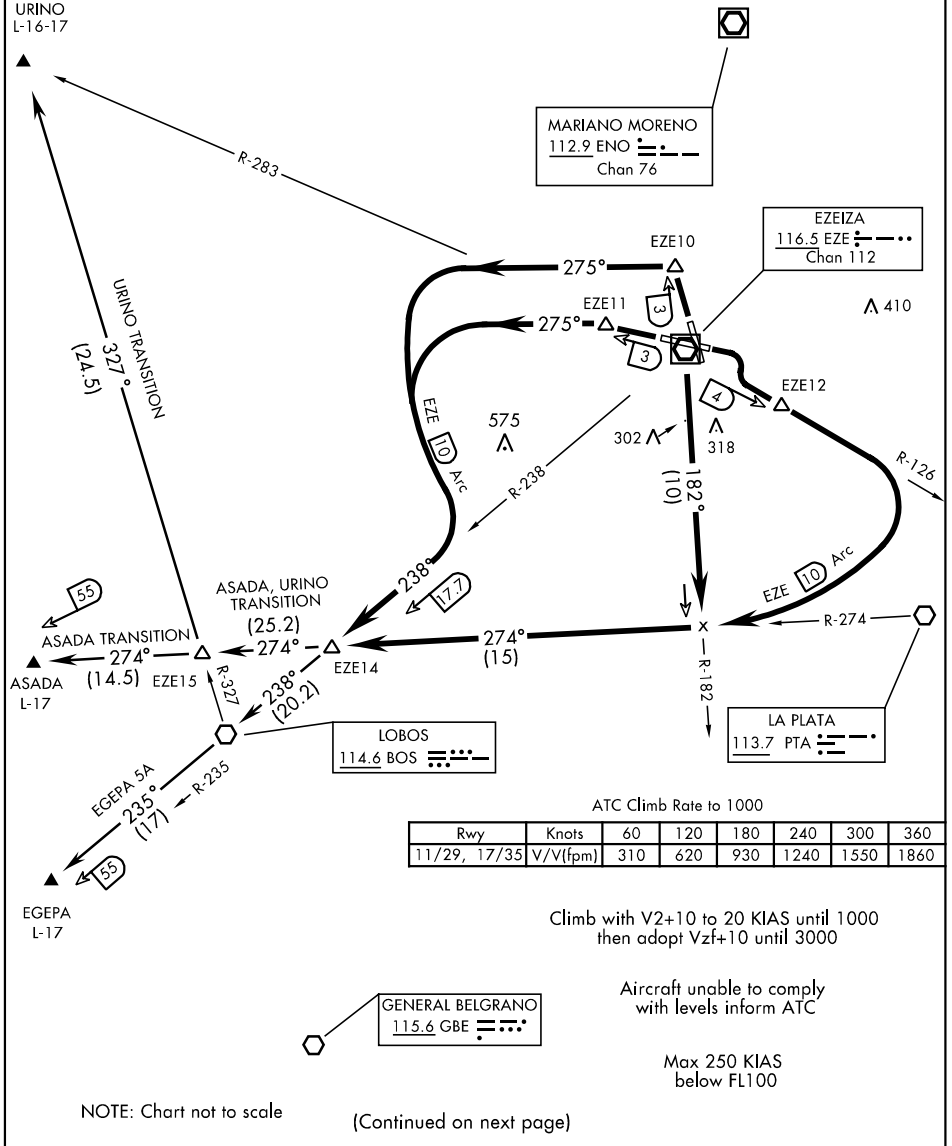 URINO
L-16-17
MARIANO MORENO
112.9 ENO
Chan 76
R-283
EZEIZA
116.5 EZE
Chan 112
EZE10
275°
3
EZE11
275°
3
410
URINO TRANSITION
327°
(24.5)
EZE 10 Arc
575
302
318
4
EZE12
R-238
182°
(10)
R-126
EZE 10 Arc
238°
17.7
ASADA, URINO
TRANSITION
(25.2)
274°
EZE14
274°
(15)
x
R-274
R-182
55
ASADA TRANSITION
274°
(14.5)
EZE15
ASADA
L-17
R-327
238°
(20.2)
LOBOS
114.6 BOS
LA PLATA
113.7 PTA
EGEPA 5A
235°
(17)
R-235
55
EGEPA
L-17
ATC Climb Rate to 1000
Rwy Knots 60 120 180 240 300 360
11/29, 17/35 V/V(fpm) 310 620 930 1240 1550 1860
Climb with V2+10 to 20 KIAS until 1000
then adopt Vzf+10 until 3000
Aircraft unable to comply
with levels inform ATC
GENERAL BELGRANO
115.6 GBE
Max 250 KIAS
below FL100
NOTE: Chart not to scale
(Continued on next page)